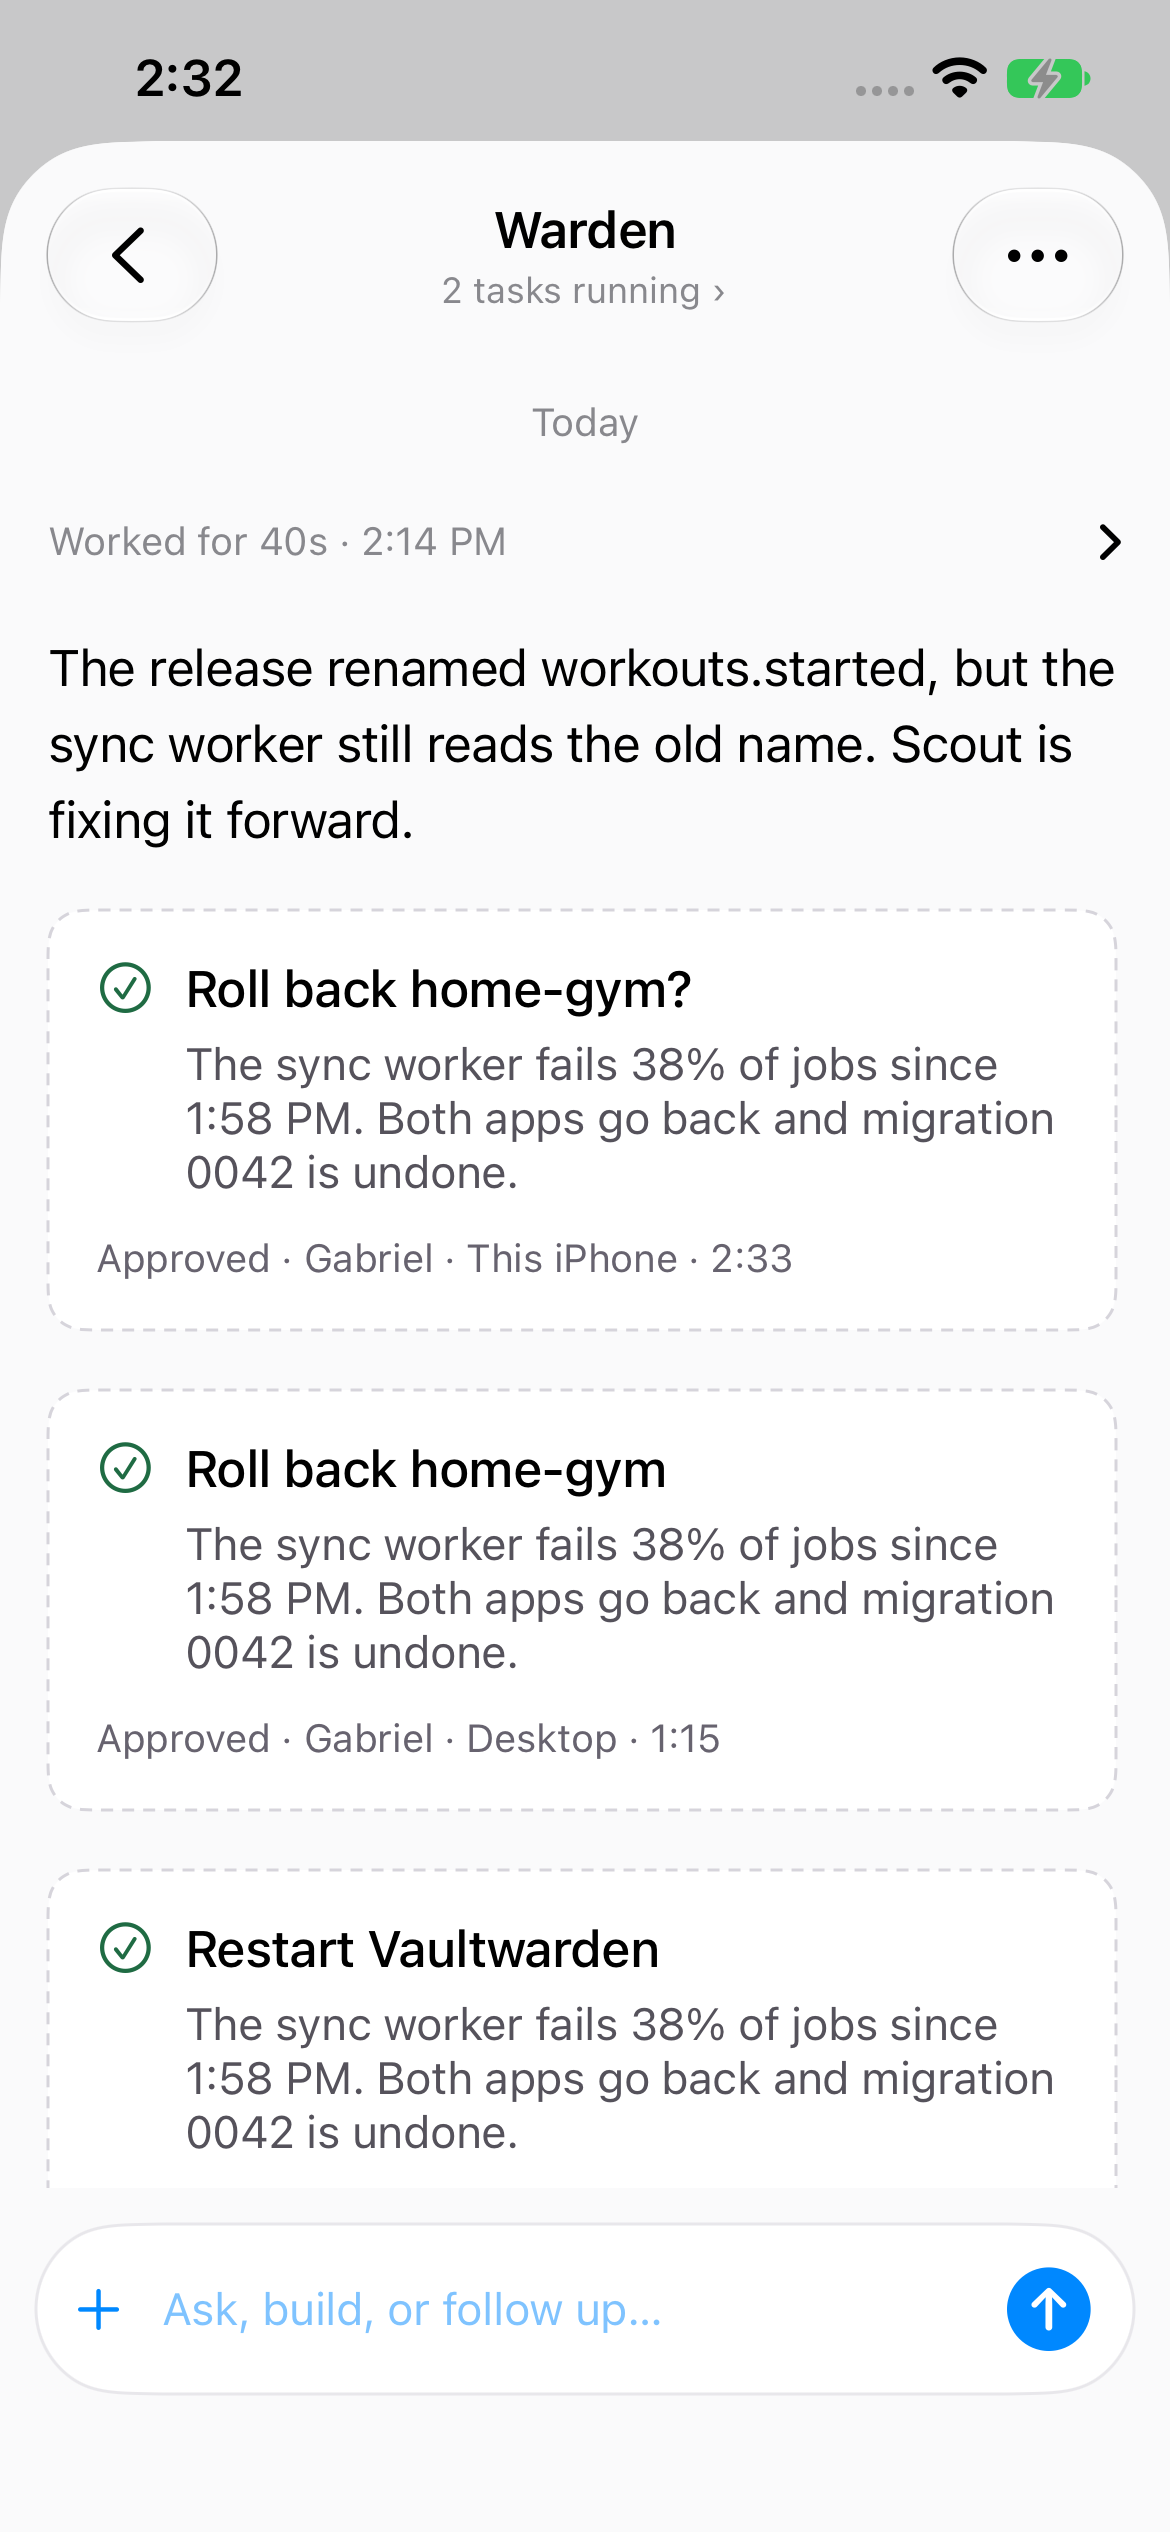 2:32
Warden
2 tasks running ›
Today
Worked for 40s · 2:14 PM
The release renamed workouts.started, but the
sync worker still reads the old name. Scout is
fixing it forward.
Roll back home-gym?
The sync worker fails 38% of jobs since
1:58 PM. Both apps go back and migration
0042 is undone.
Approved · Gabriel · This iPhone · 2:33
Roll back home-gym
The sync worker fails 38% of jobs since
1:58 PM. Both apps go back and migration
0042 is undone.
Approved · Gabriel · Desktop · 1:15
Restart Vaultwarden
The sync worker fails 38% of jobs since
1:58 PM. Both apps go back and migration
0042 is undone.
Ask, build, or follow up...